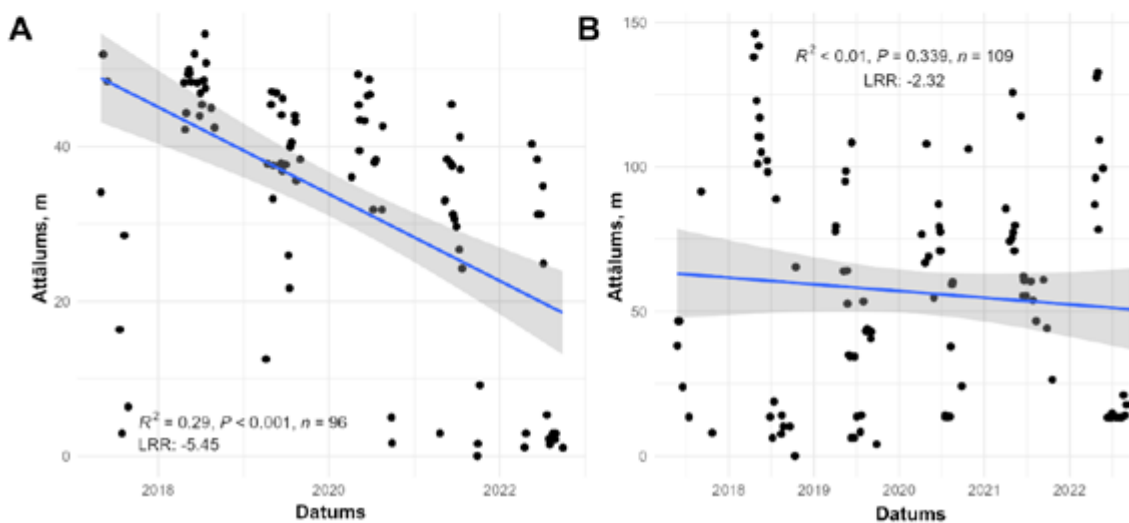 A
Attālums, m
40
20
0
R² = 0.29, P < 0.001, n = 96
LRR: -5.45
2018
2020
2022
Datums
B
Attālums, m
150
100
50
0
R² < 0.01, P = 0.339, n = 109
LRR: -2.32
2018
2019
2020
2021
2022
Datums